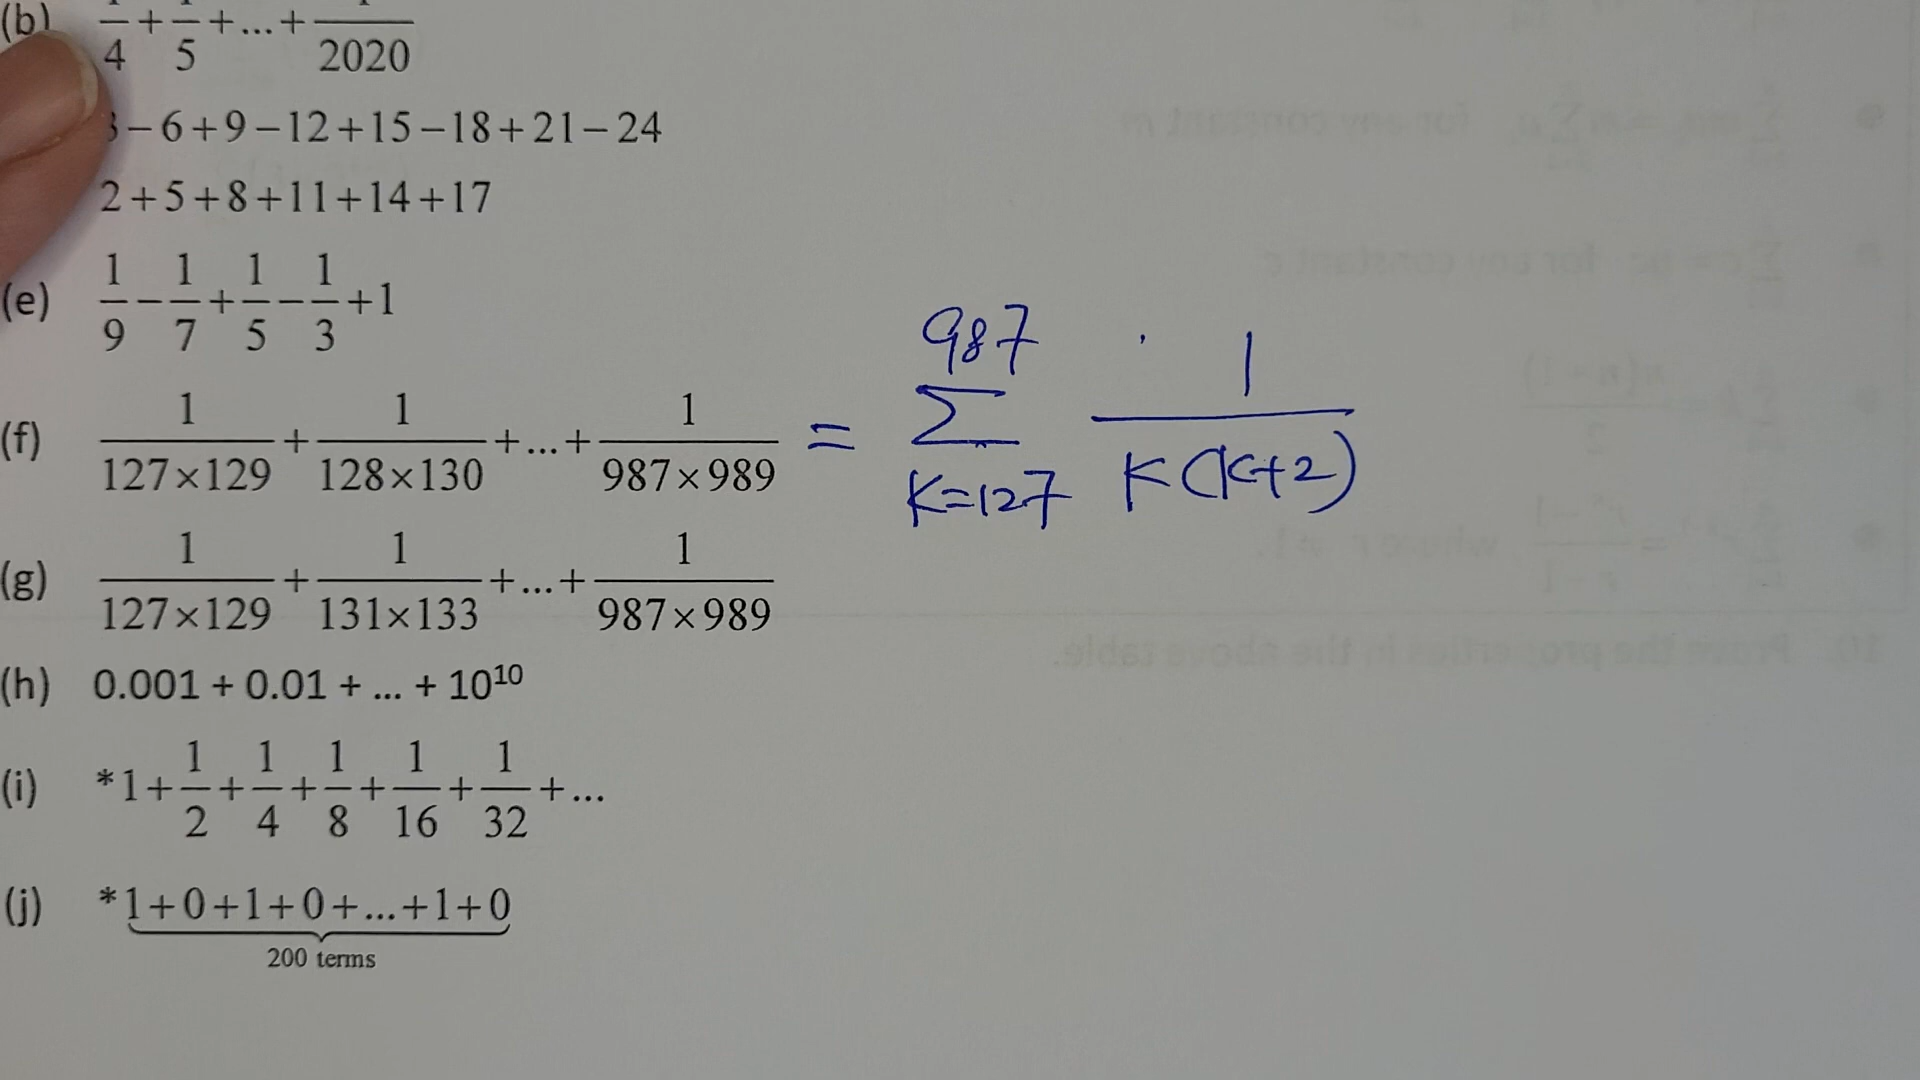 (b) 1/4 + 1/5 + ... + 1/2020
3 − 6 + 9 − 12 + 15 − 18 + 21 − 24
2 + 5 + 8 + 11 + 14 + 17
(e) 1/9 − 1/7 + 1/5 − 1/3 + 1
(f) 1/(127×129) + 1/(128×130) + ... + 1/(987×989) = ∑_{K=127}^{987} 1/(K(K+2))
(g) 1/(127×129) + 1/(131×133) + ... + 1/(987×989)
(h) 0.001 + 0.01 + ... + 10¹⁰
(i) *1 + 1/2 + 1/4 + 1/8 + 1/16 + 1/32 + ...
(j) *1+0+1+0+...+1+0
200 terms